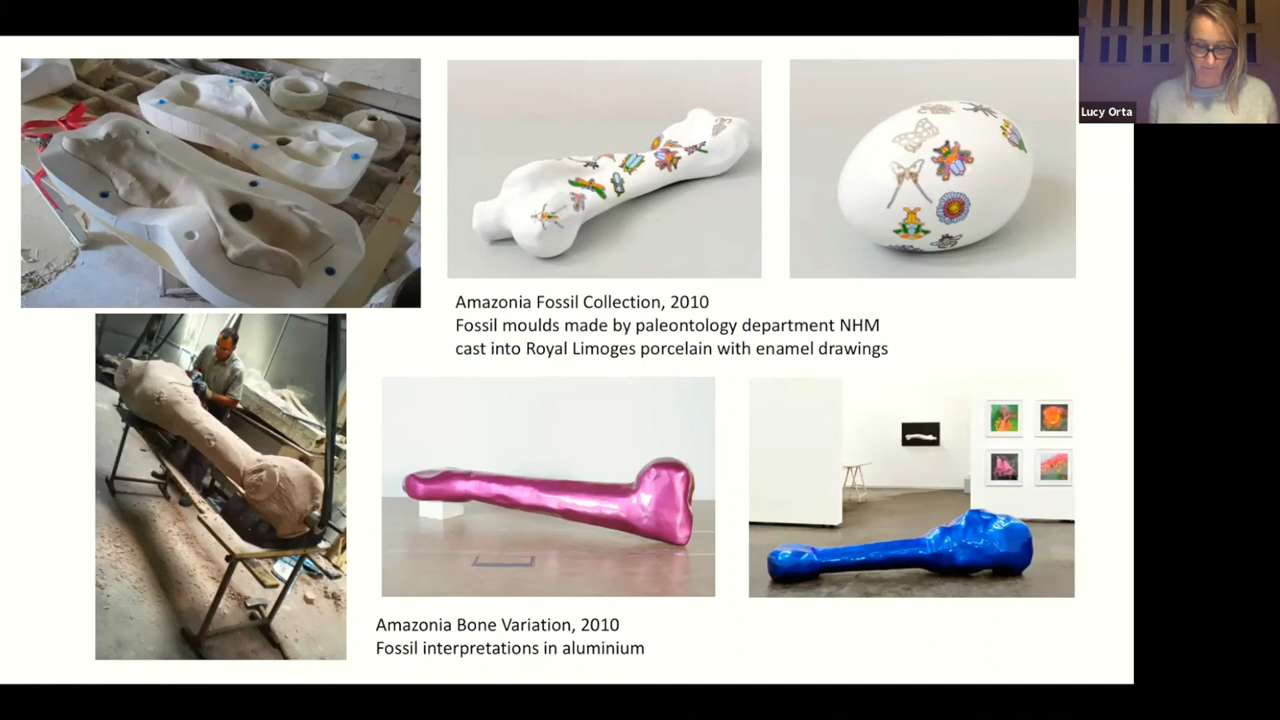 Lucy Orta
Amazonia Fossil Collection, 2010
Fossil moulds made by paleontology department NHM
cast into Royal Limoges porcelain with enamel drawings
Amazonia Bone Variation, 2010
Fossil interpretations in aluminium